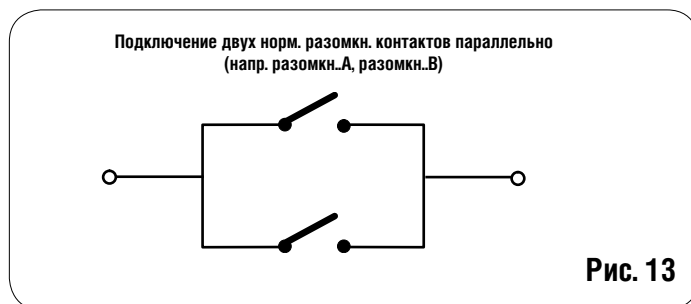 Подключение двух норм. разомкн. контактов параллельно
(напр. разомкн..А, разомкн..В)
Рис. 13